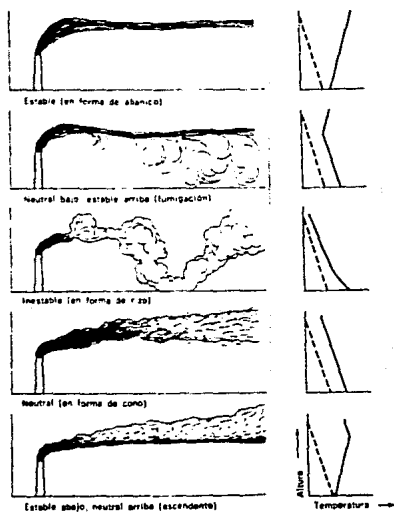 Estable (en forma de abanico)
Neutral bajo, estable arriba (fumigación)
Inestable (en forma de rizo)
Neutral (en forma de cono)
Estable abajo, neutral arriba (ascendente)
Altura
Temperatura